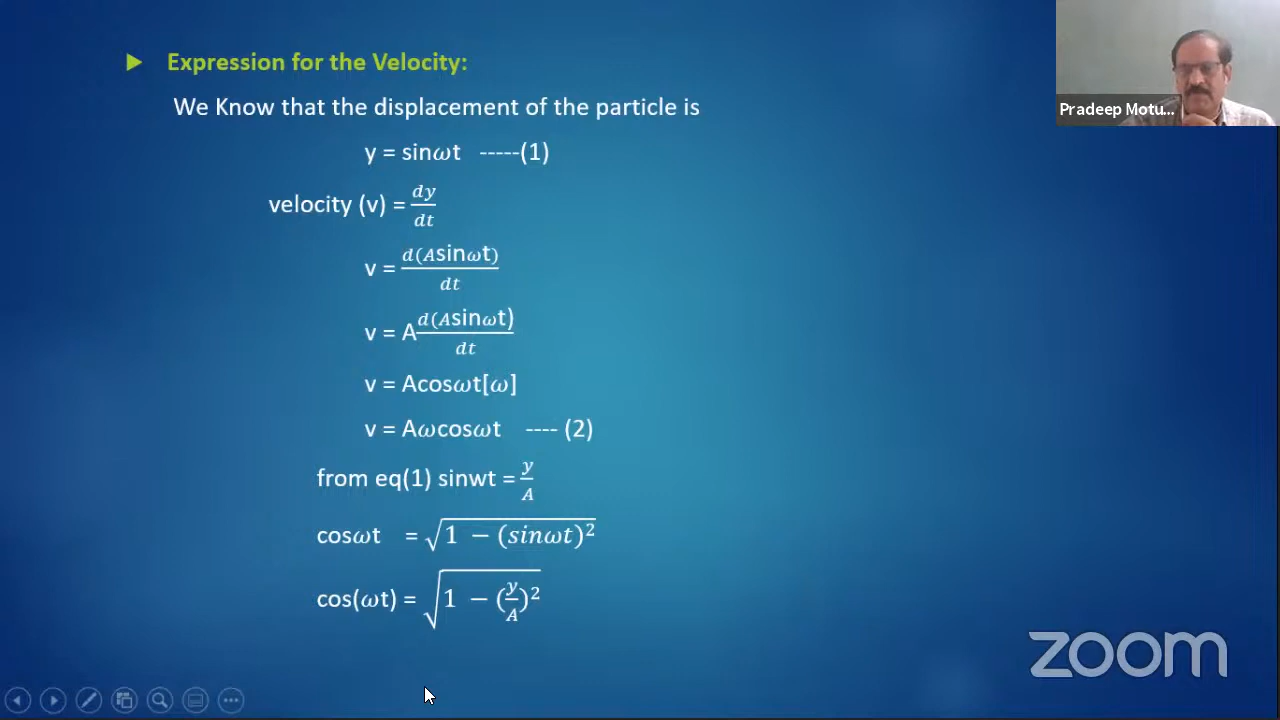 Expression for the Velocity:
We Know that the displacement of the particle is
y = sinωt -----(1)
velocity (v) = dy/dt
v = d(Asinωt)/dt
v = A d(Asinωt)/dt
v = Acosωt[ω]
v = Aωcosωt ---- (2)
from eq(1) sinwt = y/A
cosωt = √1 − (sinωt)²
cos(ωt) = √1 − (y/A)²
Pradeep Motu...
zoom